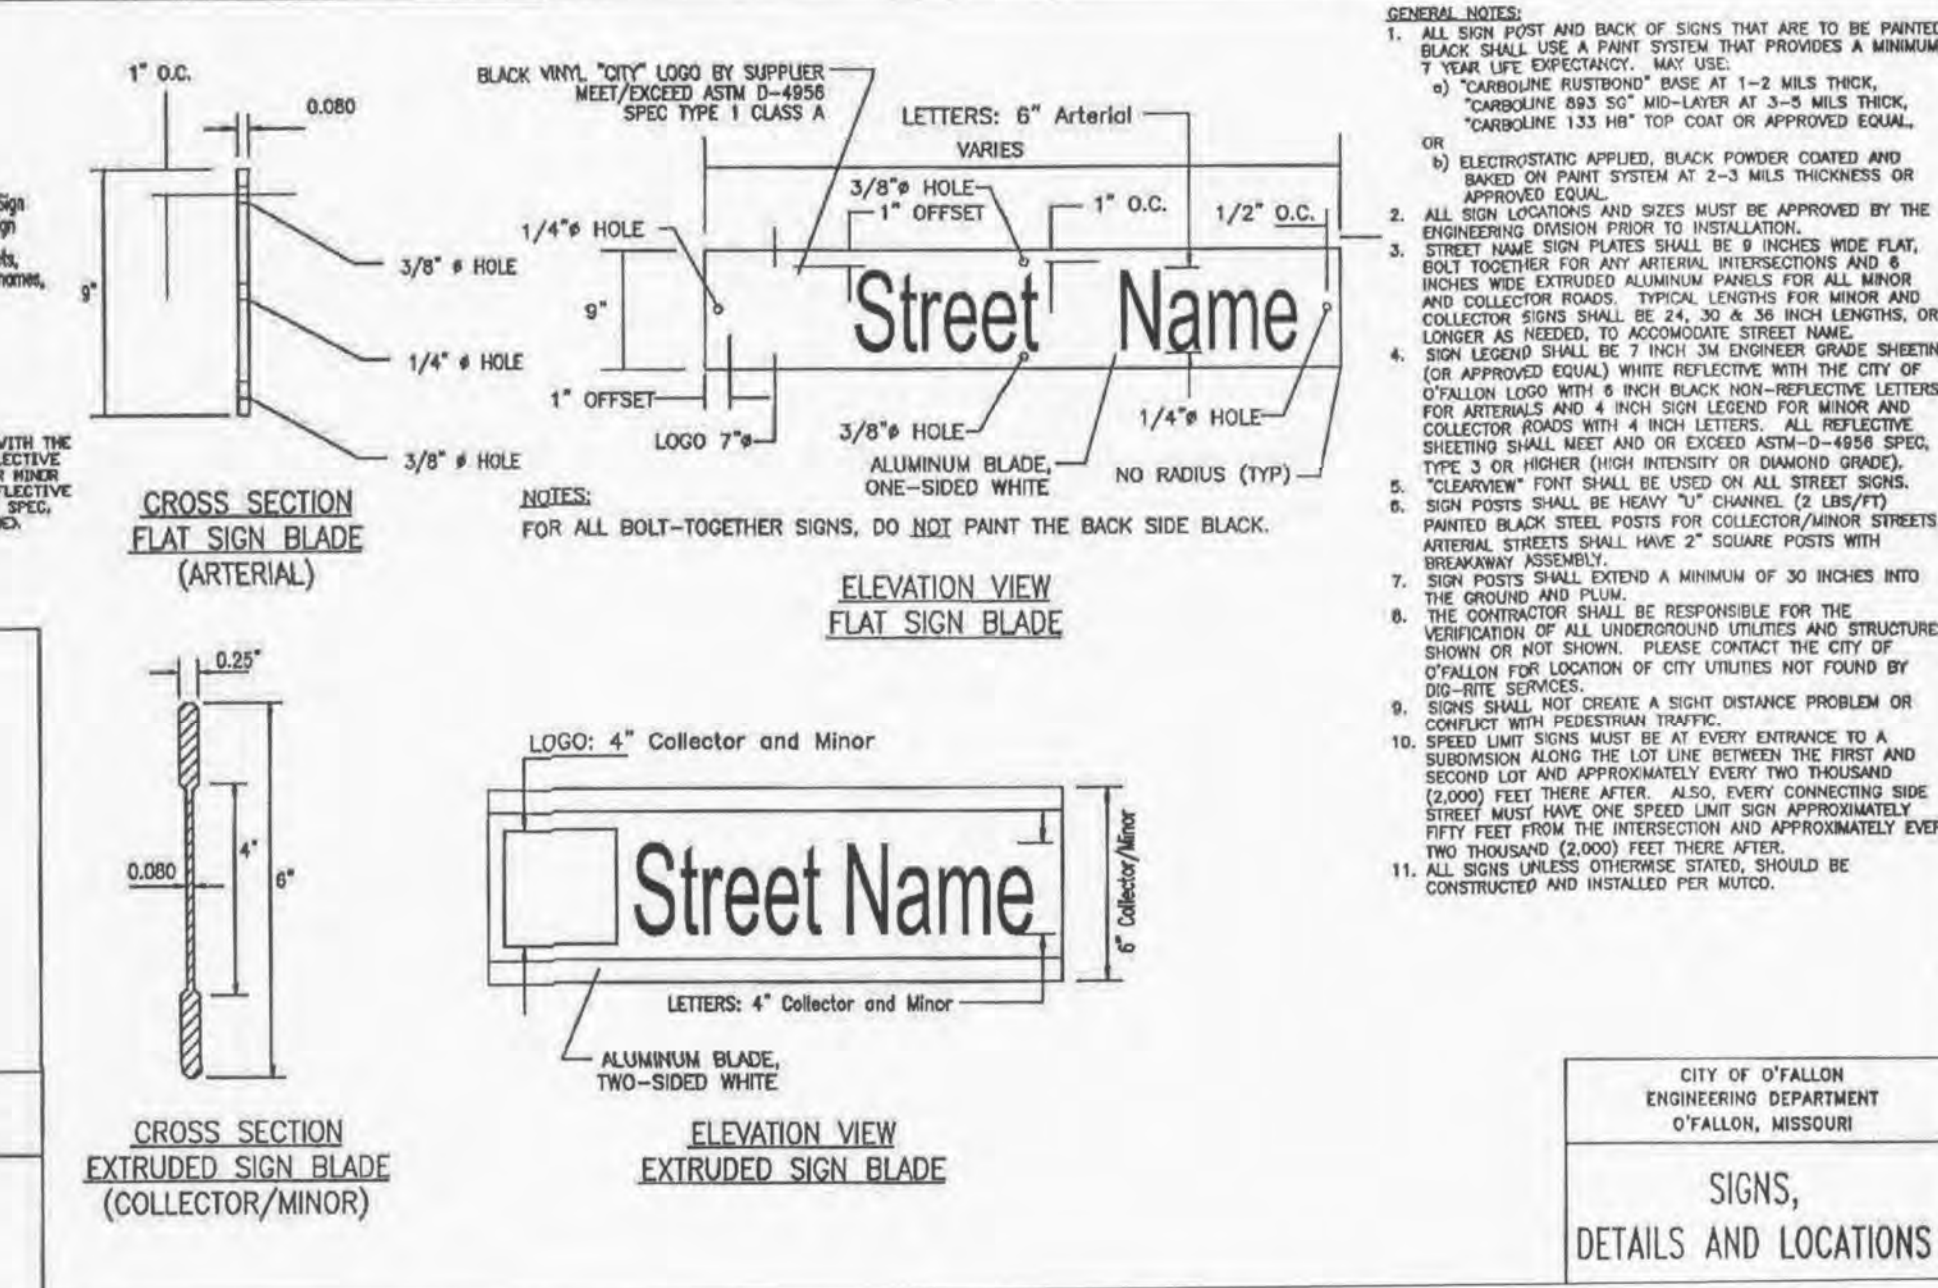 Sign
gn
ets,
homes,
WITH THE
LECTIVE
R MINOR
FLECTIVE
SPEC,
1" O.C.
0.080
9"
3/8" ø HOLE
1/4" ø HOLE
3/8" ø HOLE
CROSS SECTION
FLAT SIGN BLADE
(ARTERIAL)
BLACK VINYL "CITY" LOGO BY SUPPLIER
MEET/EXCEED ASTM D-4956
SPEC TYPE 1 CLASS A
LETTERS: 6" Arterial
VARIES
3/8"ø HOLE
1" OFFSET
1" O.C.
1/2" O.C.
1/4"ø HOLE
9"
Street Name
1" OFFSET
LOGO 7"ø
3/8"ø HOLE
1/4"ø HOLE
ALUMINUM BLADE,
ONE-SIDED WHITE
NO RADIUS (TYP)
NOTES:
FOR ALL BOLT-TOGETHER SIGNS, DO NOT PAINT THE BACK SIDE BLACK.
ELEVATION VIEW
FLAT SIGN BLADE
0.25"
0.080
4"
6"
CROSS SECTION
EXTRUDED SIGN BLADE
(COLLECTOR/MINOR)
LOGO: 4" Collector and Minor
Street Name
6" Collector/Minor
LETTERS: 4" Collector and Minor
ALUMINUM BLADE,
TWO-SIDED WHITE
ELEVATION VIEW
EXTRUDED SIGN BLADE
GENERAL NOTES:
1. ALL SIGN POST AND BACK OF SIGNS THAT ARE TO BE PAINTED
BLACK SHALL USE A PAINT SYSTEM THAT PROVIDES A MINIMUM
7 YEAR LIFE EXPECTANCY. MAY USE:
a) "CARBOLINE RUSTBOND" BASE AT 1-2 MILS THICK,
"CARBOLINE 893 SG" MID-LAYER AT 3-5 MILS THICK,
"CARBOLINE 133 HB" TOP COAT OR APPROVED EQUAL,
OR
b) ELECTROSTATIC APPLIED, BLACK POWDER COATED AND
BAKED ON PAINT SYSTEM AT 2-3 MILS THICKNESS OR
APPROVED EQUAL.
2. ALL SIGN LOCATIONS AND SIZES MUST BE APPROVED BY THE
ENGINEERING DIVISION PRIOR TO INSTALLATION.
3. STREET NAME SIGN PLATES SHALL BE 9 INCHES WIDE FLAT,
BOLT TOGETHER FOR ANY ARTERIAL INTERSECTIONS AND 6
INCHES WIDE EXTRUDED ALUMINUM PANELS FOR ALL MINOR
AND COLLECTOR ROADS. TYPICAL LENGTHS FOR MINOR AND
COLLECTOR SIGNS SHALL BE 24, 30 & 36 INCH LENGTHS, OR
LONGER AS NEEDED, TO ACCOMODATE STREET NAME.
4. SIGN LEGEND SHALL BE 7 INCH 3M ENGINEER GRADE SHEETIN
(OR APPROVED EQUAL) WHITE REFLECTIVE WITH THE CITY OF
O'FALLON LOGO WITH 6 INCH BLACK NON-REFLECTIVE LETTERS
FOR ARTERIALS AND 4 INCH SIGN LEGEND FOR MINOR AND
COLLECTOR ROADS WITH 4 INCH LETTERS. ALL REFLECTIVE
SHEETING SHALL MEET AND OR EXCEED ASTM-D-4956 SPEC,
TYPE 3 OR HIGHER (HIGH INTENSITY OR DIAMOND GRADE).
5. "CLEARVIEW" FONT SHALL BE USED ON ALL STREET SIGNS.
6. SIGN POSTS SHALL BE HEAVY "U" CHANNEL (2 LBS/FT)
PAINTED BLACK STEEL POSTS FOR COLLECTOR/MINOR STREETS
ARTERIAL STREETS SHALL HAVE 2" SQUARE POSTS WITH
BREAKAWAY ASSEMBLY.
7. SIGN POSTS SHALL EXTEND A MINIMUM OF 30 INCHES INTO
THE GROUND AND PLUM.
8. THE CONTRACTOR SHALL BE RESPONSIBLE FOR THE
VERIFICATION OF ALL UNDERGROUND UTILITIES AND STRUCTURE
SHOWN OR NOT SHOWN. PLEASE CONTACT THE CITY OF
O'FALLON FOR LOCATION OF CITY UTILITIES NOT FOUND BY
DIG-RITE SERVICES.
9. SIGNS SHALL NOT CREATE A SIGHT DISTANCE PROBLEM OR
CONFLICT WITH PEDESTRIAN TRAFFIC.
10. SPEED LIMIT SIGNS MUST BE AT EVERY ENTRANCE TO A
SUBDIVISION ALONG THE LOT LINE BETWEEN THE FIRST AND
SECOND LOT AND APPROXIMATELY EVERY TWO THOUSAND
(2,000) FEET THERE AFTER. ALSO, EVERY CONNECTING SIDE
STREET MUST HAVE ONE SPEED LIMIT SIGN APPROXIMATELY
FIFTY FEET FROM THE INTERSECTION AND APPROXIMATELY EVER
TWO THOUSAND (2,000) FEET THERE AFTER.
11. ALL SIGNS UNLESS OTHERWISE STATED, SHOULD BE
CONSTRUCTED AND INSTALLED PER MUTCO.
CITY OF O'FALLON
ENGINEERING DEPARTMENT
O'FALLON, MISSOURI
SIGNS,
DETAILS AND LOCATIONS